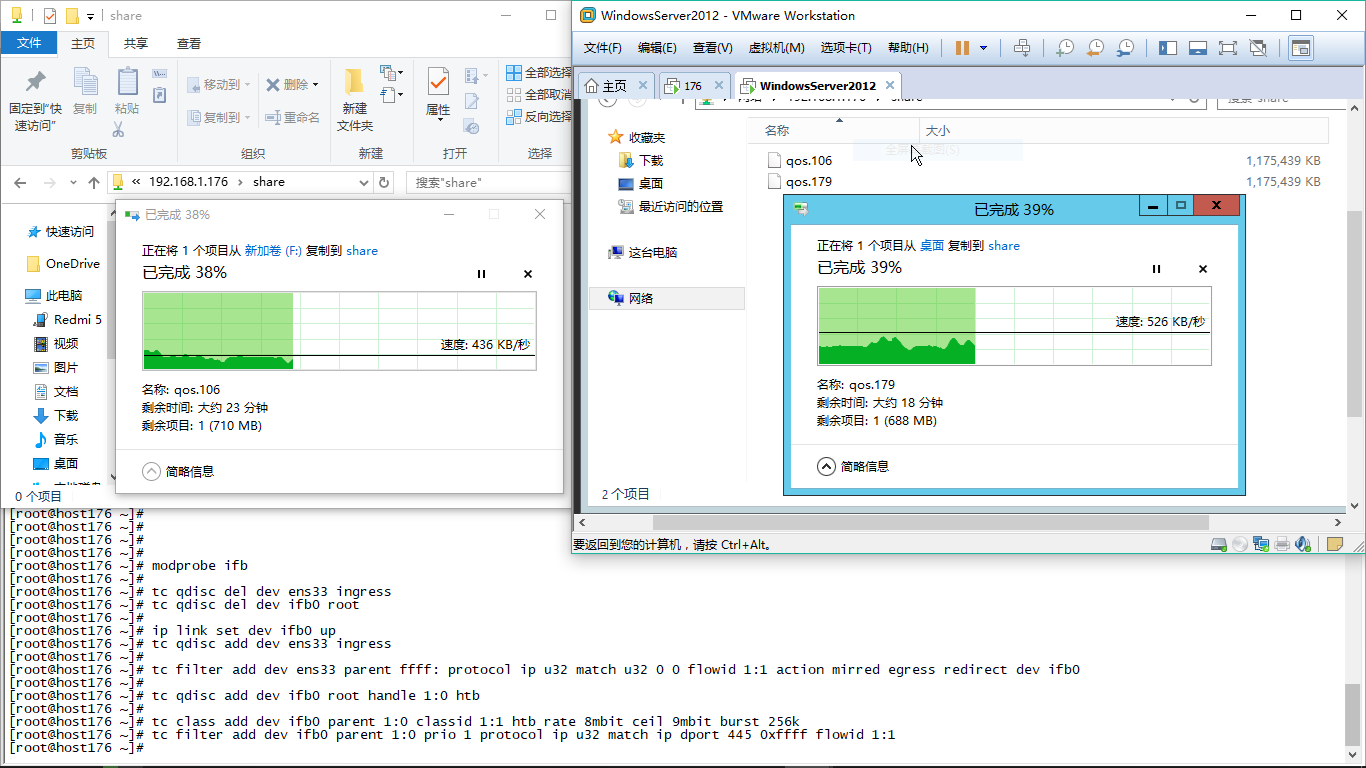 share
文件
主页
共享
查看
固定到"快
速访问"
复制
粘贴
移动到
复制到
删除
重命名
新建
文件夹
属性
全部选择
全部取消
反向选择
剪贴板
组织
新建
打开
选择
« 192.168.1.176 > share
搜索"share"
快速访问
OneDrive
此电脑
Redmi 5
视频
图片
文档
下载
音乐
桌面
0 个项目
已完成 38%
正在将 1 个项目从 新加卷 (F:) 复制到 share
已完成 38%
速度: 436 KB/秒
名称: qos.106
剩余时间: 大约 23 分钟
剩余项目: 1 (710 MB)
简略信息
WindowsServer2012 - VMware Workstation
文件(F) 编辑(E) 查看(V) 虚拟机(M) 选项卡(T) 帮助(H)
主页
176
WindowsServer2012
收藏夹
下载
桌面
最近访问的位置
这台电脑
网络
名称
大小
qos.106 1,175,439 KB
qos.179 1,175,439 KB
已完成 39%
正在将 1 个项目从 桌面 复制到 share
已完成 39%
速度: 526 KB/秒
名称: qos.179
剩余时间: 大约 18 分钟
剩余项目: 1 (688 MB)
简略信息
2 个项目
要返回到您的计算机，请按 Ctrl+Alt。
[root@host176 ~]#
[root@host176 ~]#
[root@host176 ~]#
[root@host176 ~]#
[root@host176 ~]# modprobe ifb
[root@host176 ~]#
[root@host176 ~]# tc qdisc del dev ens33 ingress
[root@host176 ~]# tc qdisc del dev ifb0 root
[root@host176 ~]#
[root@host176 ~]# ip link set dev ifb0 up
[root@host176 ~]# tc qdisc add dev ens33 ingress
[root@host176 ~]#
[root@host176 ~]# tc filter add dev ens33 parent ffff: protocol ip u32 match u32 0 0 flowid 1:1 action mirred egress redirect dev ifb0
[root@host176 ~]#
[root@host176 ~]# tc qdisc add dev ifb0 root handle 1:0 htb
[root@host176 ~]#
[root@host176 ~]# tc class add dev ifb0 parent 1:0 classid 1:1 htb rate 8mbit ceil 9mbit burst 256k
[root@host176 ~]# tc filter add dev ifb0 parent 1:0 prio 1 protocol ip u32 match ip dport 445 0xffff flowid 1:1
[root@host176 ~]#